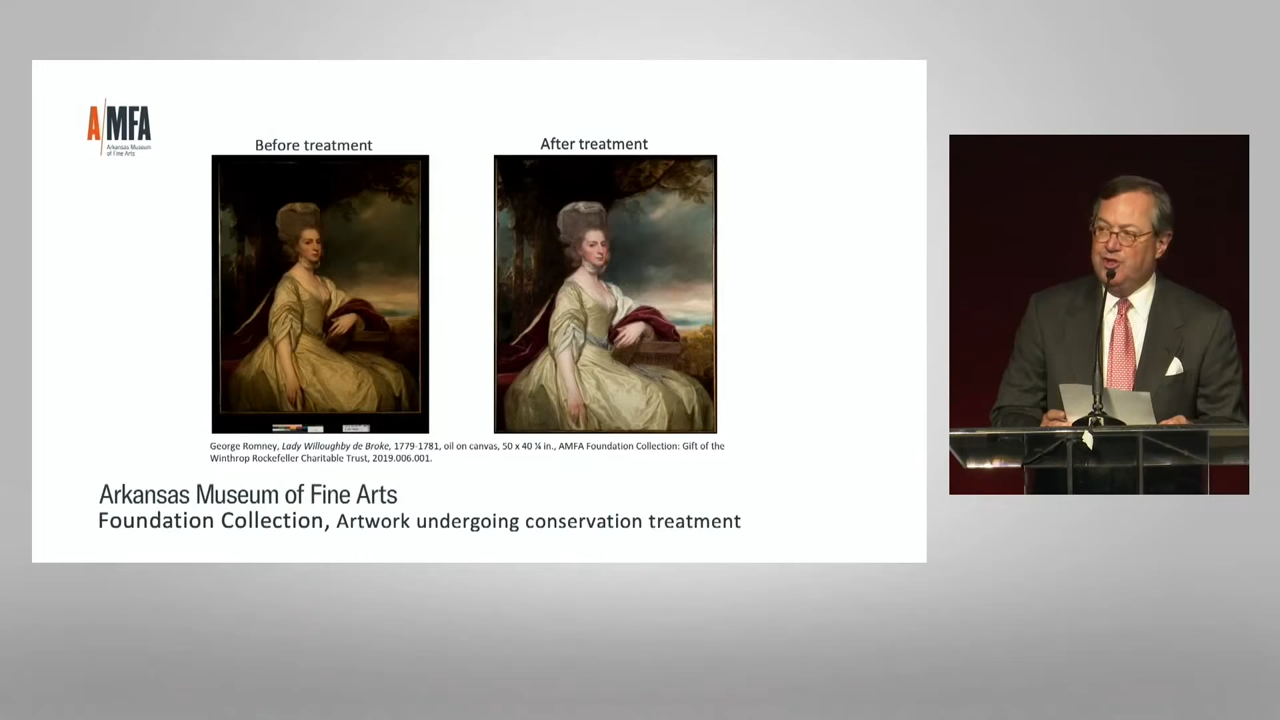 A/MFA
Arkansas Museum
of Fine Arts
Before treatment
After treatment
George Romney, Lady Willoughby de Broke, 1779-1781, oil on canvas, 50 x 40 ¼ in., AMFA Foundation Collection: Gift of the
Winthrop Rockefeller Charitable Trust, 2019.006.001.
Arkansas Museum of Fine Arts
Foundation Collection, Artwork undergoing conservation treatment